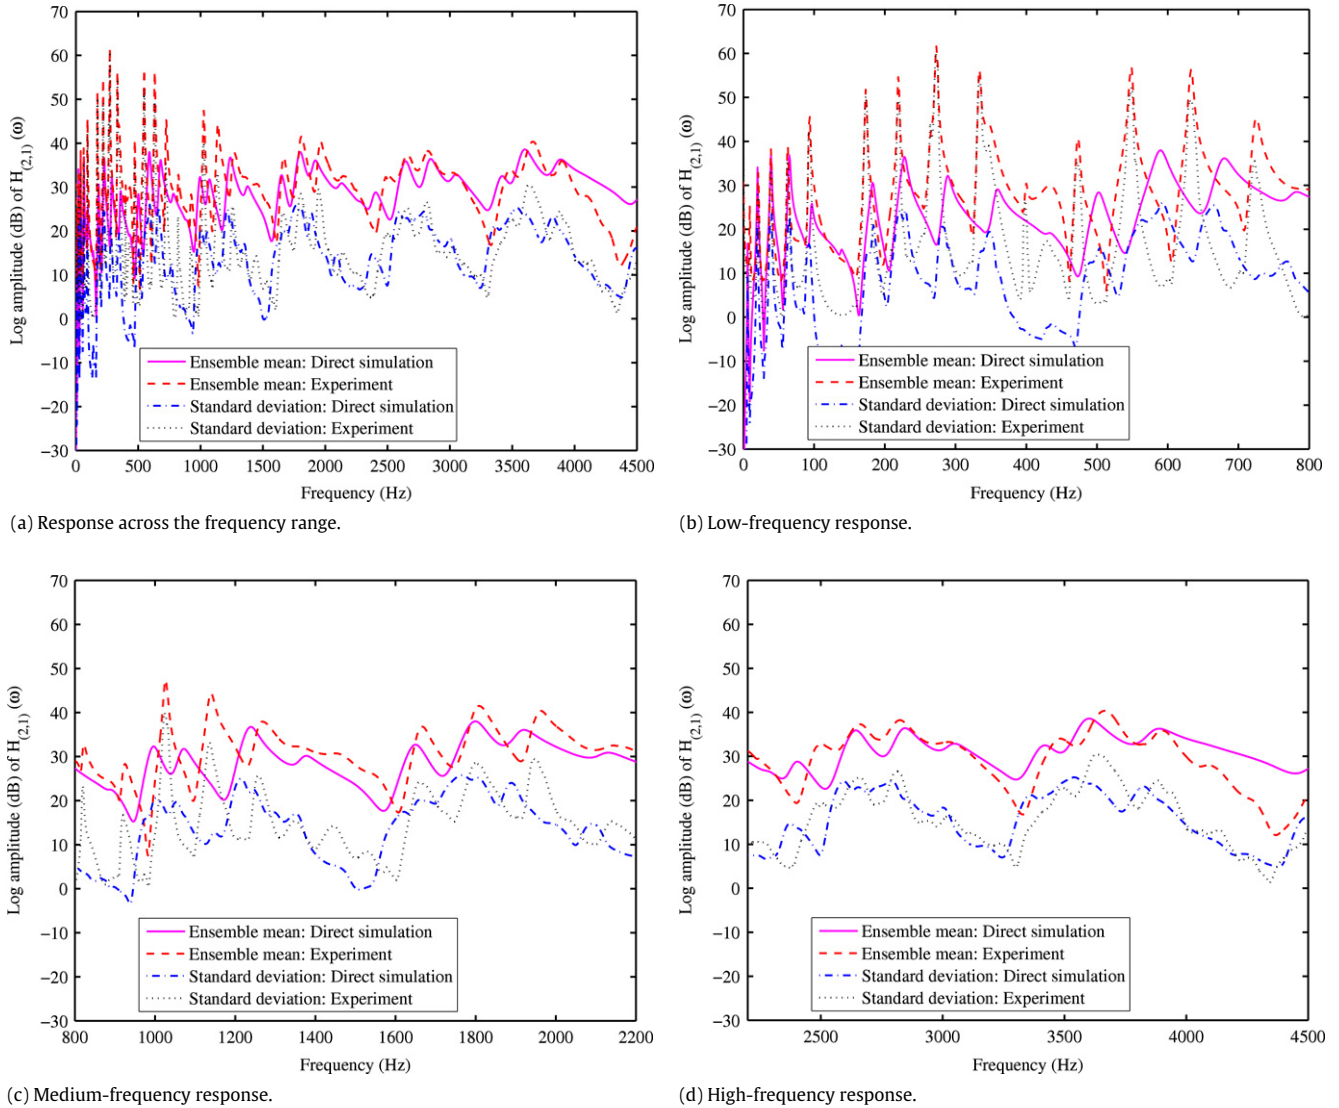 70
60
50
40
30
20
10
0
−10
−20
−30
Log amplitude (dB) of H(2,1) (ω)
Ensemble mean: Direct simulation
Ensemble mean: Experiment
Standard deviation: Direct simulation
Standard deviation: Experiment
0 500 1000 1500 2000 2500 3000 3500 4000 4500
Frequency (Hz)
(a) Response across the frequency range.
70
60
50
40
30
20
10
0
−10
−20
−30
Log amplitude (dB) of H(2,1) (ω)
Ensemble mean: Direct simulation
Ensemble mean: Experiment
Standard deviation: Direct simulation
Standard deviation: Experiment
0 100 200 300 400 500 600 700 800
Frequency (Hz)
(b) Low-frequency response.
70
60
50
40
30
20
10
0
−10
−20
−30
Log amplitude (dB) of H(2,1) (ω)
Ensemble mean: Direct simulation
Ensemble mean: Experiment
Standard deviation: Direct simulation
Standard deviation: Experiment
800 1000 1200 1400 1600 1800 2000 2200
Frequency (Hz)
(c) Medium-frequency response.
70
60
50
40
30
20
10
0
−10
−20
−30
Log amplitude (dB) of H(2,1) (ω)
Ensemble mean: Direct simulation
Ensemble mean: Experiment
Standard deviation: Direct simulation
Standard deviation: Experiment
2500 3000 3500 4000 4500
Frequency (Hz)
(d) High-frequency response.